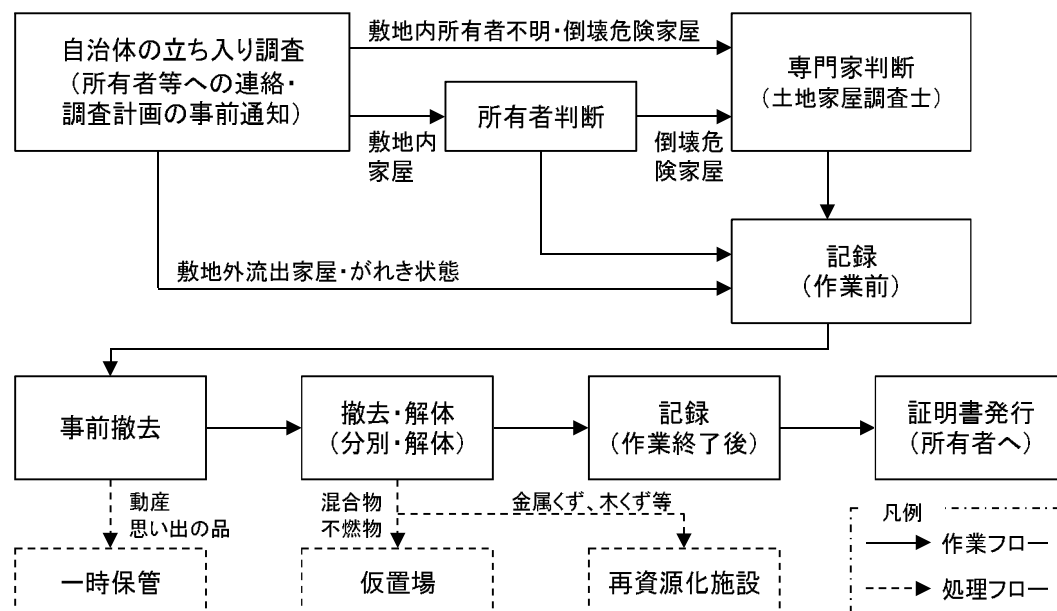 敷地内所有者不明・倒壊危険家屋
自治体の立ち入り調査
（所有者等への連絡・
調査計画の事前通知）
専門家判断
（土地家屋調査士）
所有者判断
敷地内
家屋
倒壊危
険家屋
敷地外流出家屋・がれき状態
記録
（作業前）
事前撤去
撤去・解体
（分別・解体）
記録
（作業終了後）
証明書発行
（所有者へ）
動産
思い出の品
混合物
不燃物
金属くず、木くず等
一時保管
仮置場
再資源化施設
凡例
作業フロー
処理フロー